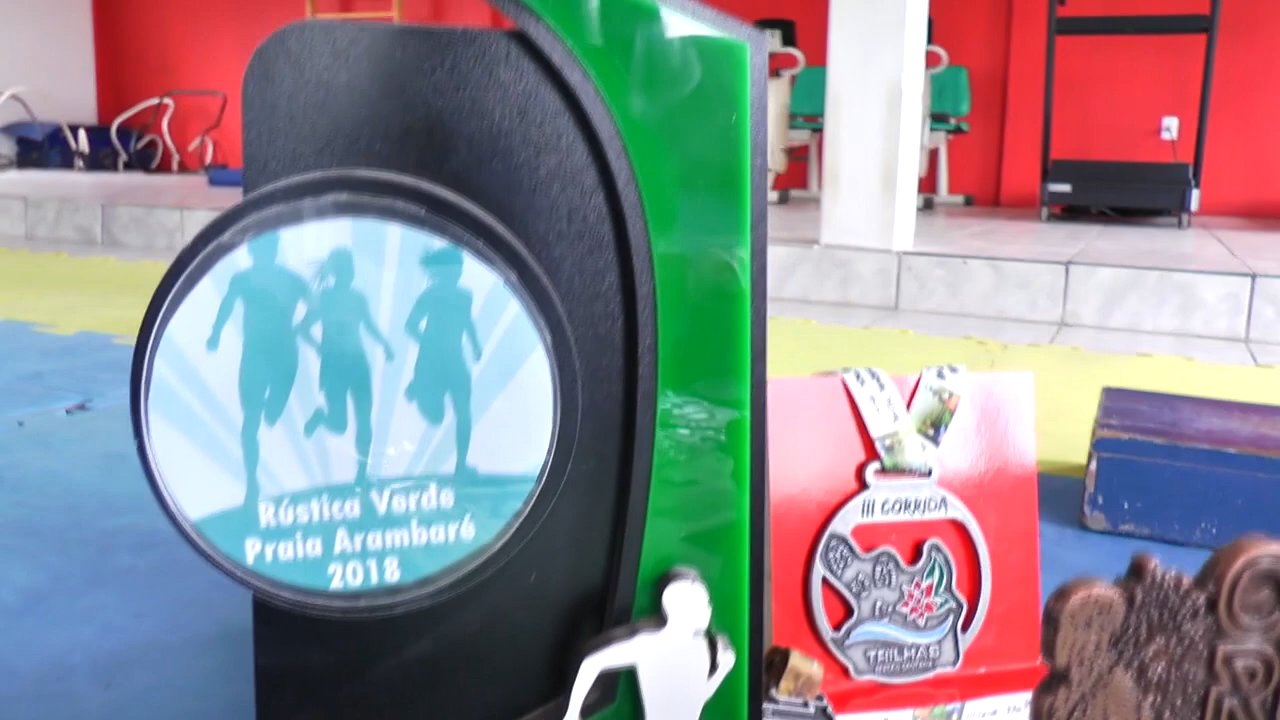 Rústica Verde
Praia Arambaré
2018
III CORRIDA
TRILHAS